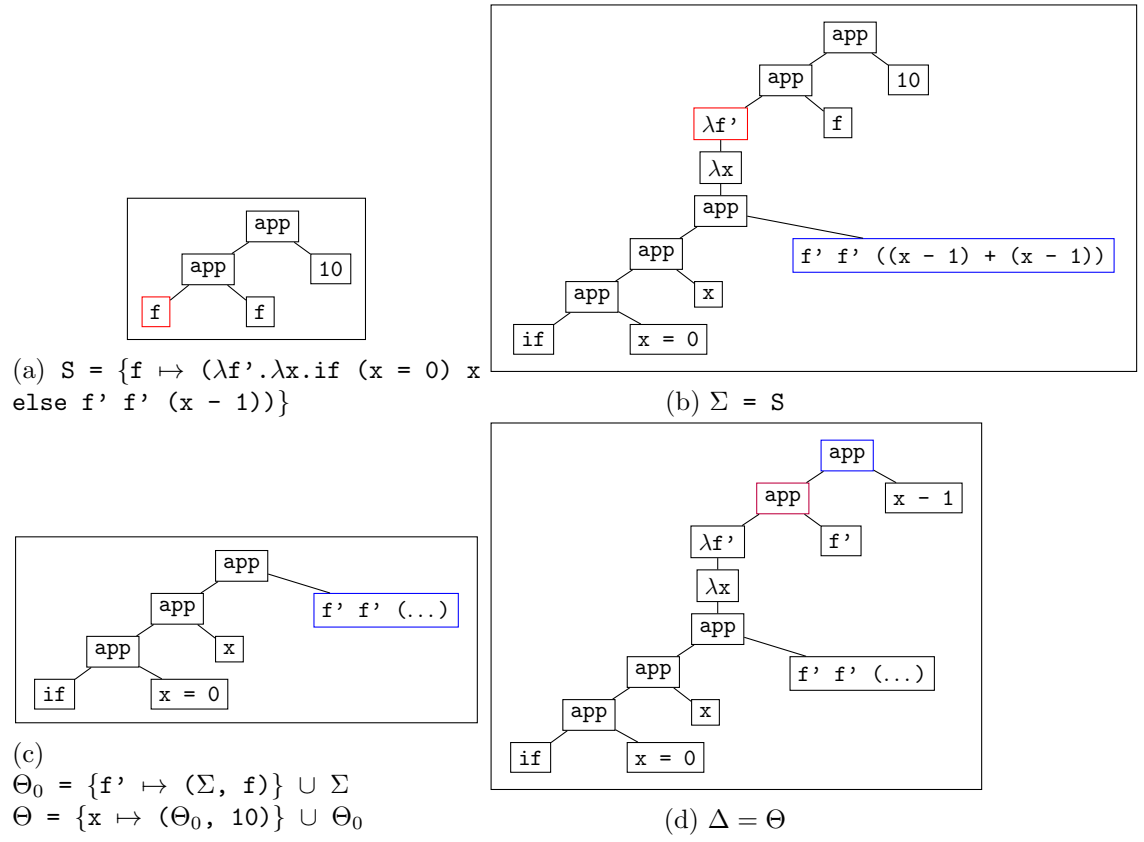 app
app
10
f
f
(a) S = {f ↦ (λf'.λx.if (x = 0) x
else f' f' (x - 1))}
app
app
10
λf'
f
λx
app
app
f' f' ((x - 1) + (x - 1))
app
x
if
x = 0
(b) Σ = S
app
app
f' f' (...)
app
x
if
x = 0
(c)
Θ₀ = {f' ↦ (Σ, f)} ∪ Σ
Θ = {x ↦ (Θ₀, 10)} ∪ Θ₀
app
app
x - 1
λf'
f'
λx
app
app
f' f' (...)
app
x
if
x = 0
(d) Δ = Θ